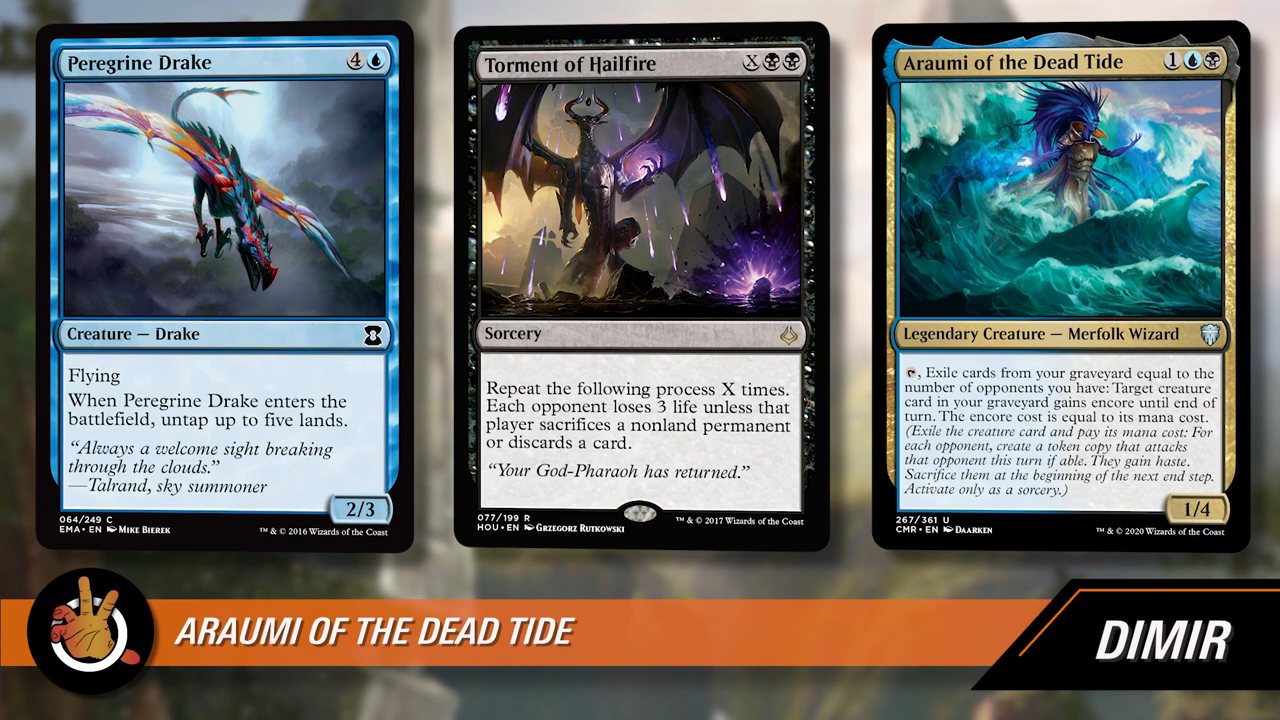 Peregrine Drake 4
Creature — Drake
Flying
When Peregrine Drake enters the
battlefield, untap up to five lands.
“Always a welcome sight breaking
through the clouds.”
—Talrand, sky summoner
2/3
064/249 C
EMA • EN Mike Bierek
™ & © 2016 Wizards of the Coast
Torment of Hailfire X
Sorcery
Repeat the following process X times.
Each opponent loses 3 life unless that
player sacrifices a nonland permanent
or discards a card.
“Your God-Pharaoh has returned.”
077/199 R
HOU • EN Grzegorz Rutkowski
™ & © 2017 Wizards of the Coast
Araumi of the Dead Tide 1
Legendary Creature — Merfolk Wizard
, Exile cards from your graveyard equal to the
number of opponents you have: Target creature
card in your graveyard gains encore until end of
turn. The encore cost is equal to its mana cost.
(Exile the creature card and pay its mana cost: For
each opponent, create a token copy that attacks
that opponent this turn if able. They gain haste.
Sacrifice them at the beginning of the next end step.
Activate only as a sorcery.)
1/4
267/361 U
CMR • EN Daarken
™ & © 2020 Wizards of the Coast
ARAUMI OF THE DEAD TIDE
DIMIR